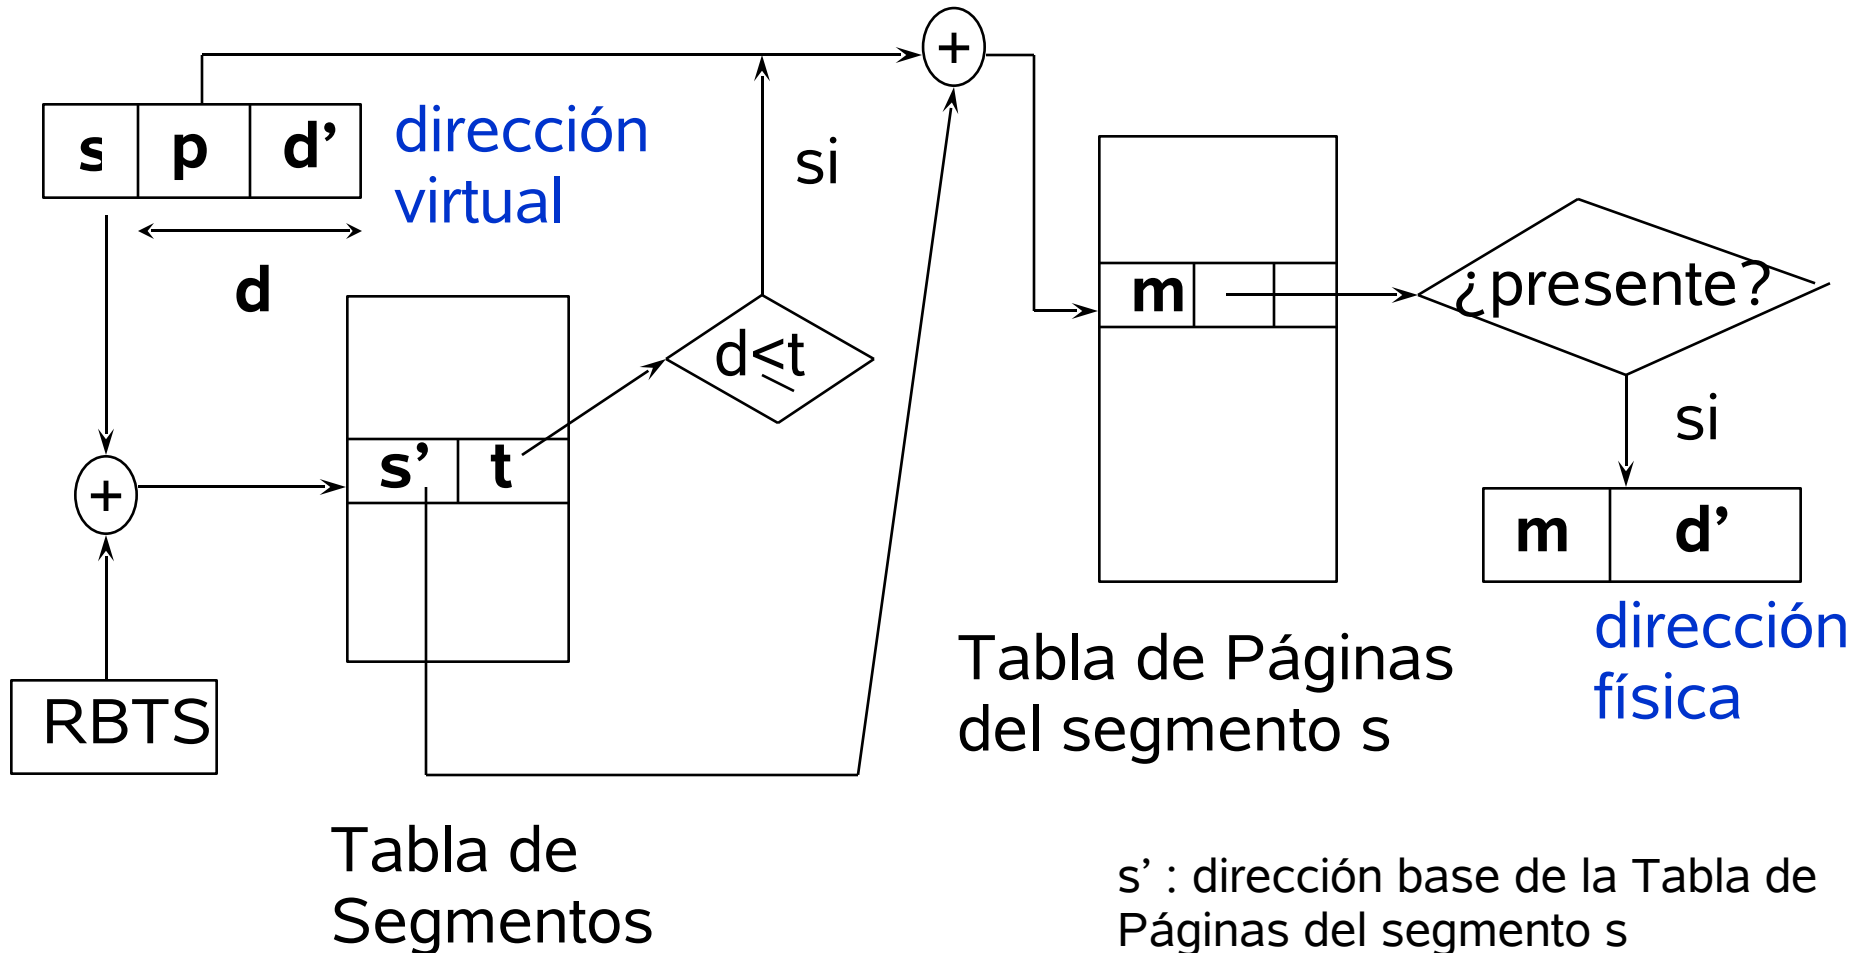 +
s p d’
dirección
virtual
si
d
m
¿presente?
d<t
si
s’ t
+
m d’
RBTS
Tabla de Páginas
del segmento s
dirección
física
Tabla de
Segmentos
s’ : dirección base de la Tabla de
Páginas del segmento s